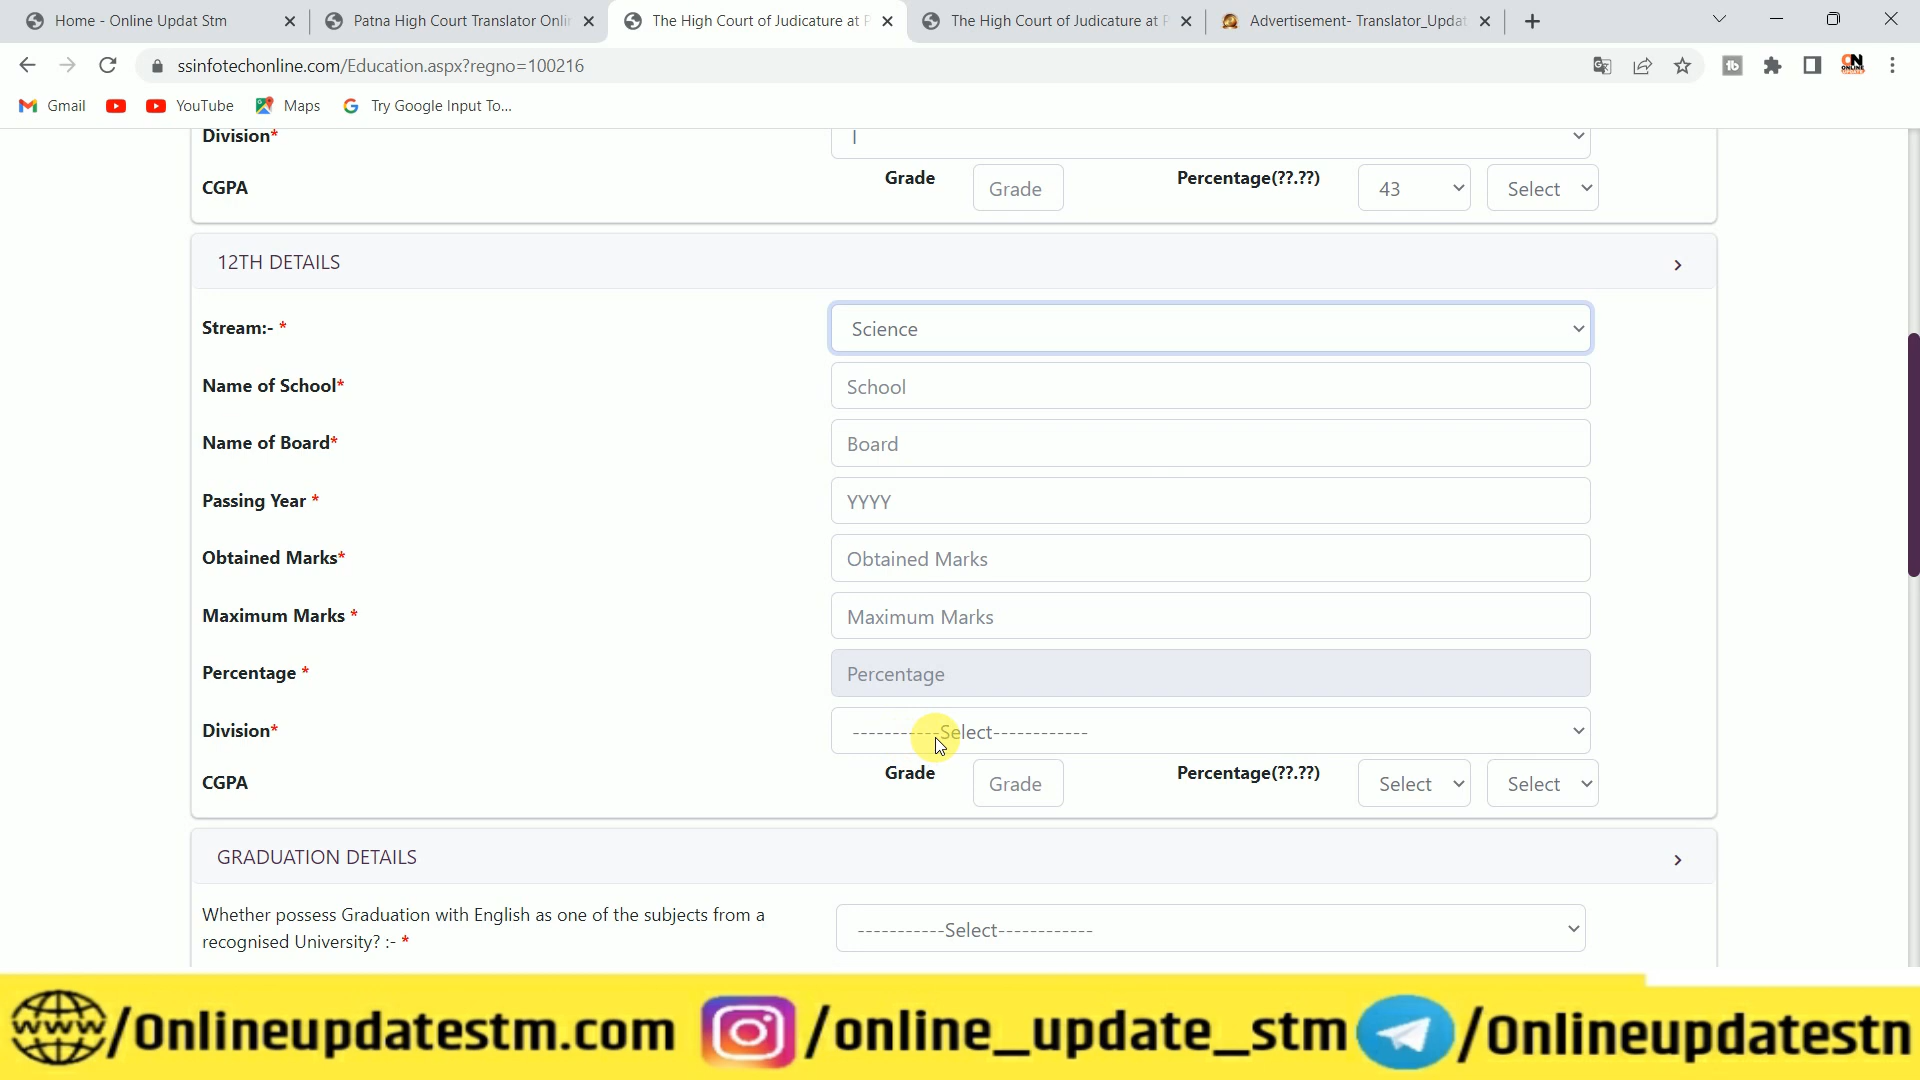 Home - Online Updat Stm
Patna High Court Translator Onli
The High Court of Judicature at P
The High Court of Judicature at P
Advertisement- Translator_Updat
ssinfotechonline.com/Education.aspx?regno=100216
Gmail
YouTube
Maps
Try Google Input To...
Division*
I
CGPA
Grade
Grade
Percentage(??.??)
43
Select
12TH DETAILS
Stream:- *
Science
Name of School*
School
Name of Board*
Board
Passing Year *
YYYY
Obtained Marks*
Obtained Marks
Maximum Marks *
Maximum Marks
Percentage *
Percentage
Division*
-----------Select------------
CGPA
Grade
Grade
Percentage(??.??)
Select
Select
GRADUATION DETAILS
Whether possess Graduation with English as one of the subjects from a
recognised University? :- *
-----------Select------------
www/Onlineupdatestm.com
/online_update_stm
/Onlineupdatestn